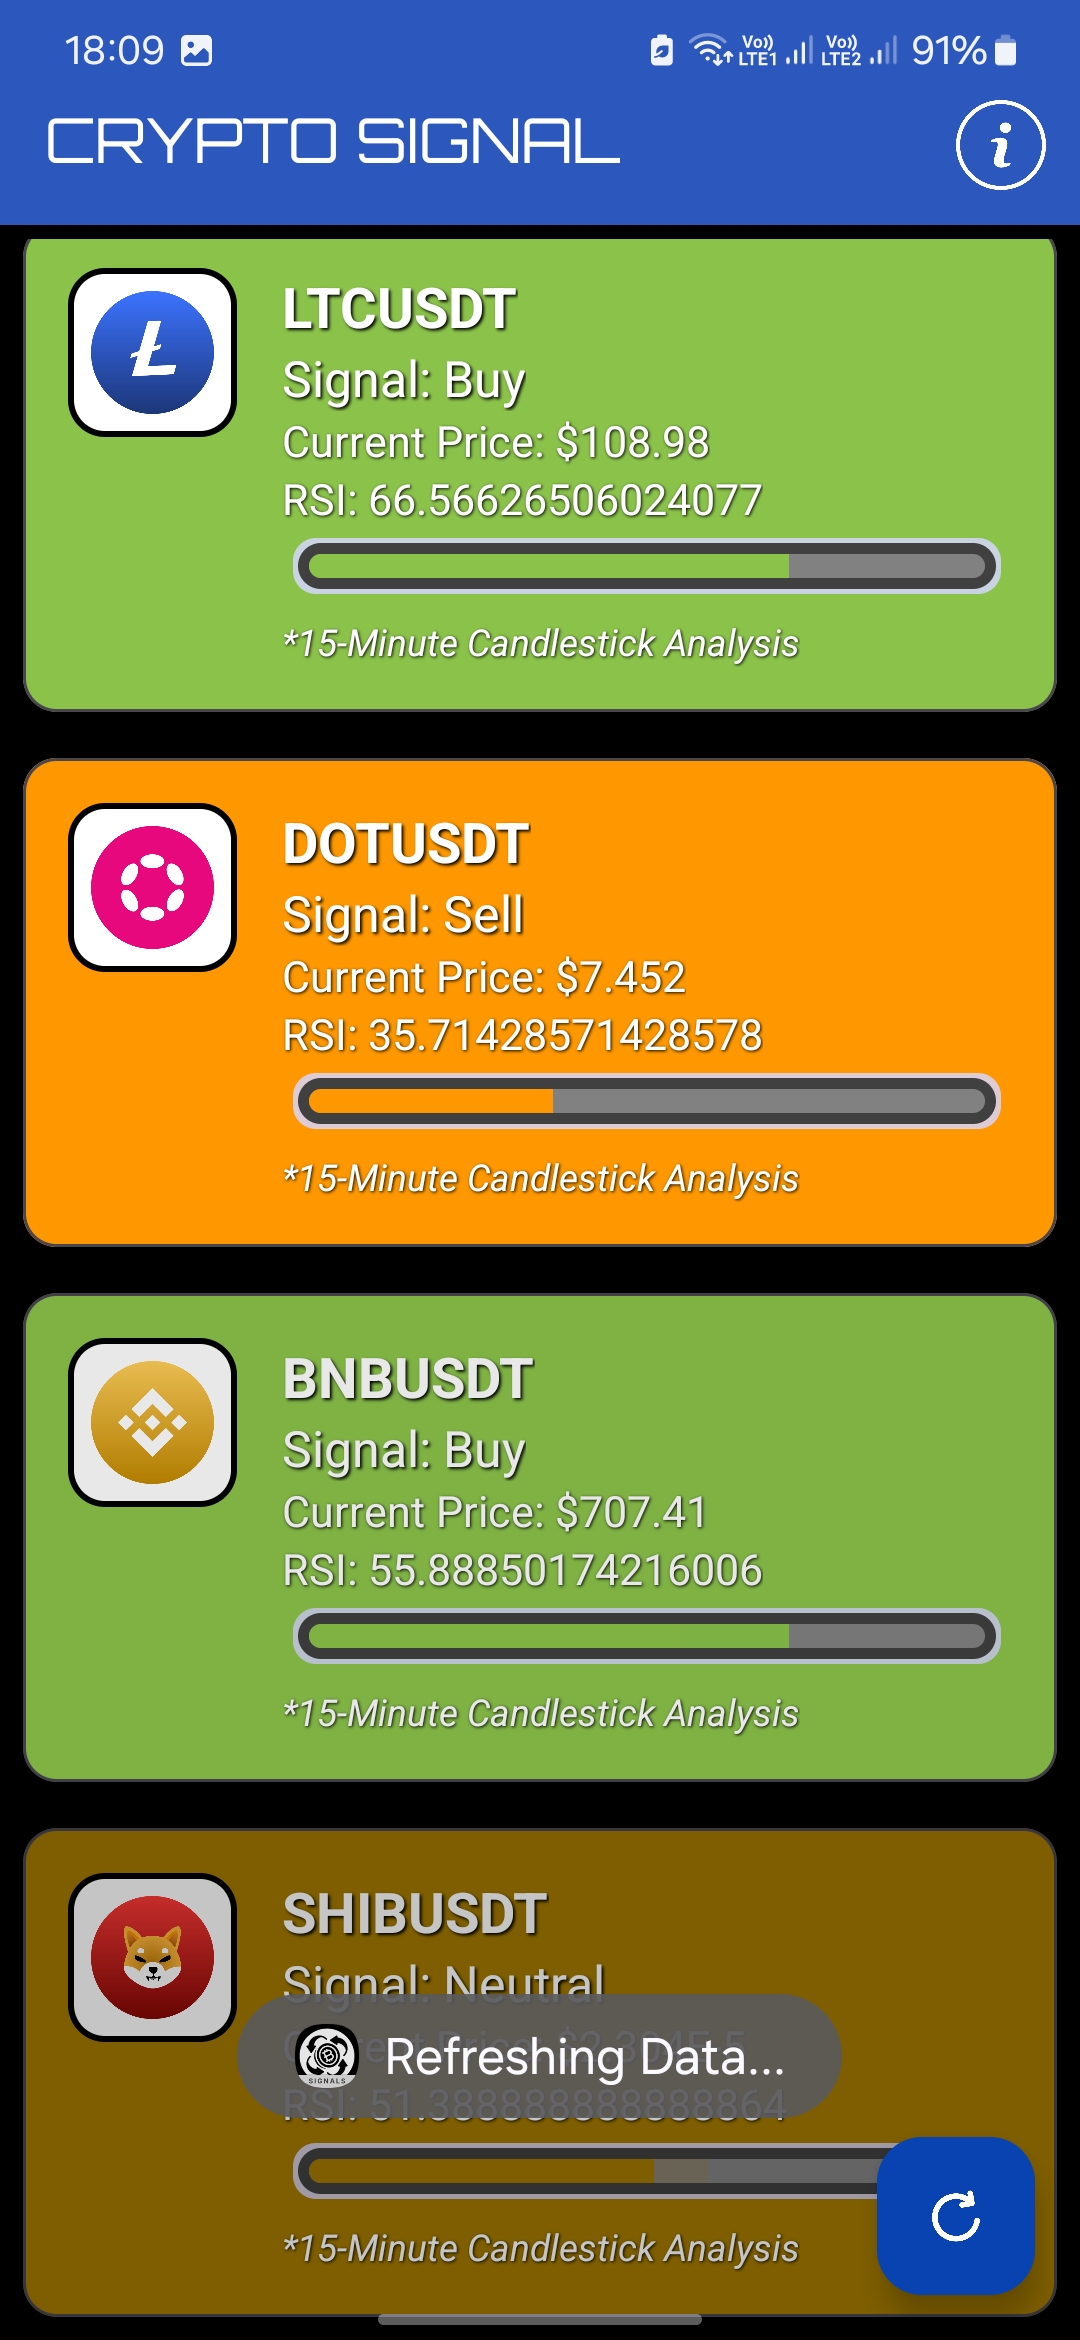 18:09
Vo)) LTE1 Vo)) LTE2 91%
CRYPTO SIGNAL
i
LTCUSDT
Signal: Buy
Current Price: $108.98
RSI: 66.56626506024077
*15-Minute Candlestick Analysis
DOTUSDT
Signal: Sell
Current Price: $7.452
RSI: 35.71428571428578
*15-Minute Candlestick Analysis
BNBUSDT
Signal: Buy
Current Price: $707.41
RSI: 55.88850174216006
*15-Minute Candlestick Analysis
SHIBUSDT
Signal: Neutral
SIGNALS
Refreshing Data...
RSI: 51.388888888888864
*15-Minute Candlestick Analysis